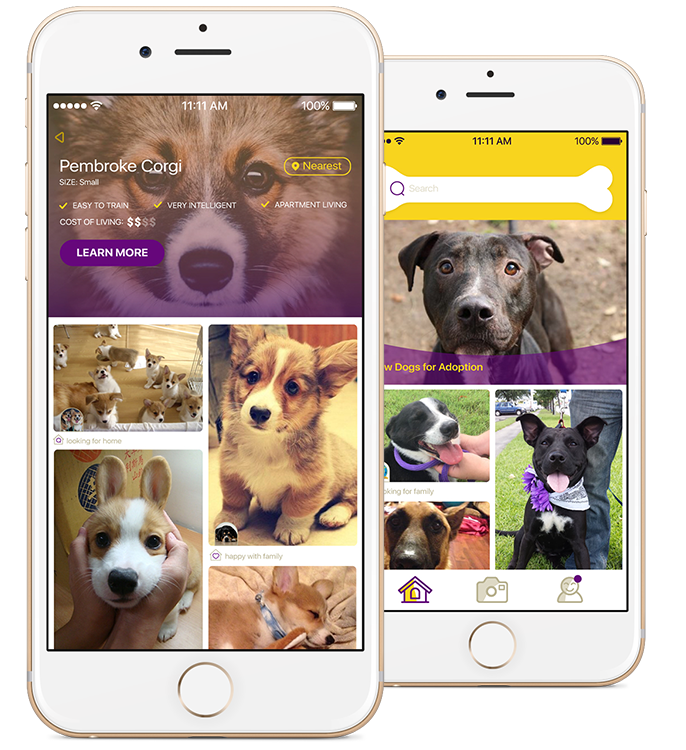 11:11 AM
100%
Pembroke Corgi
Nearest
SIZE: Small
EASY TO TRAIN
VERY INTELLIGENT
APARTMENT LIVING
COST OF LIVING: $$$$
LEARN MORE
looking for home
happy with family
11:11 AM
100%
Search
w Dogs for Adoption
oking for family